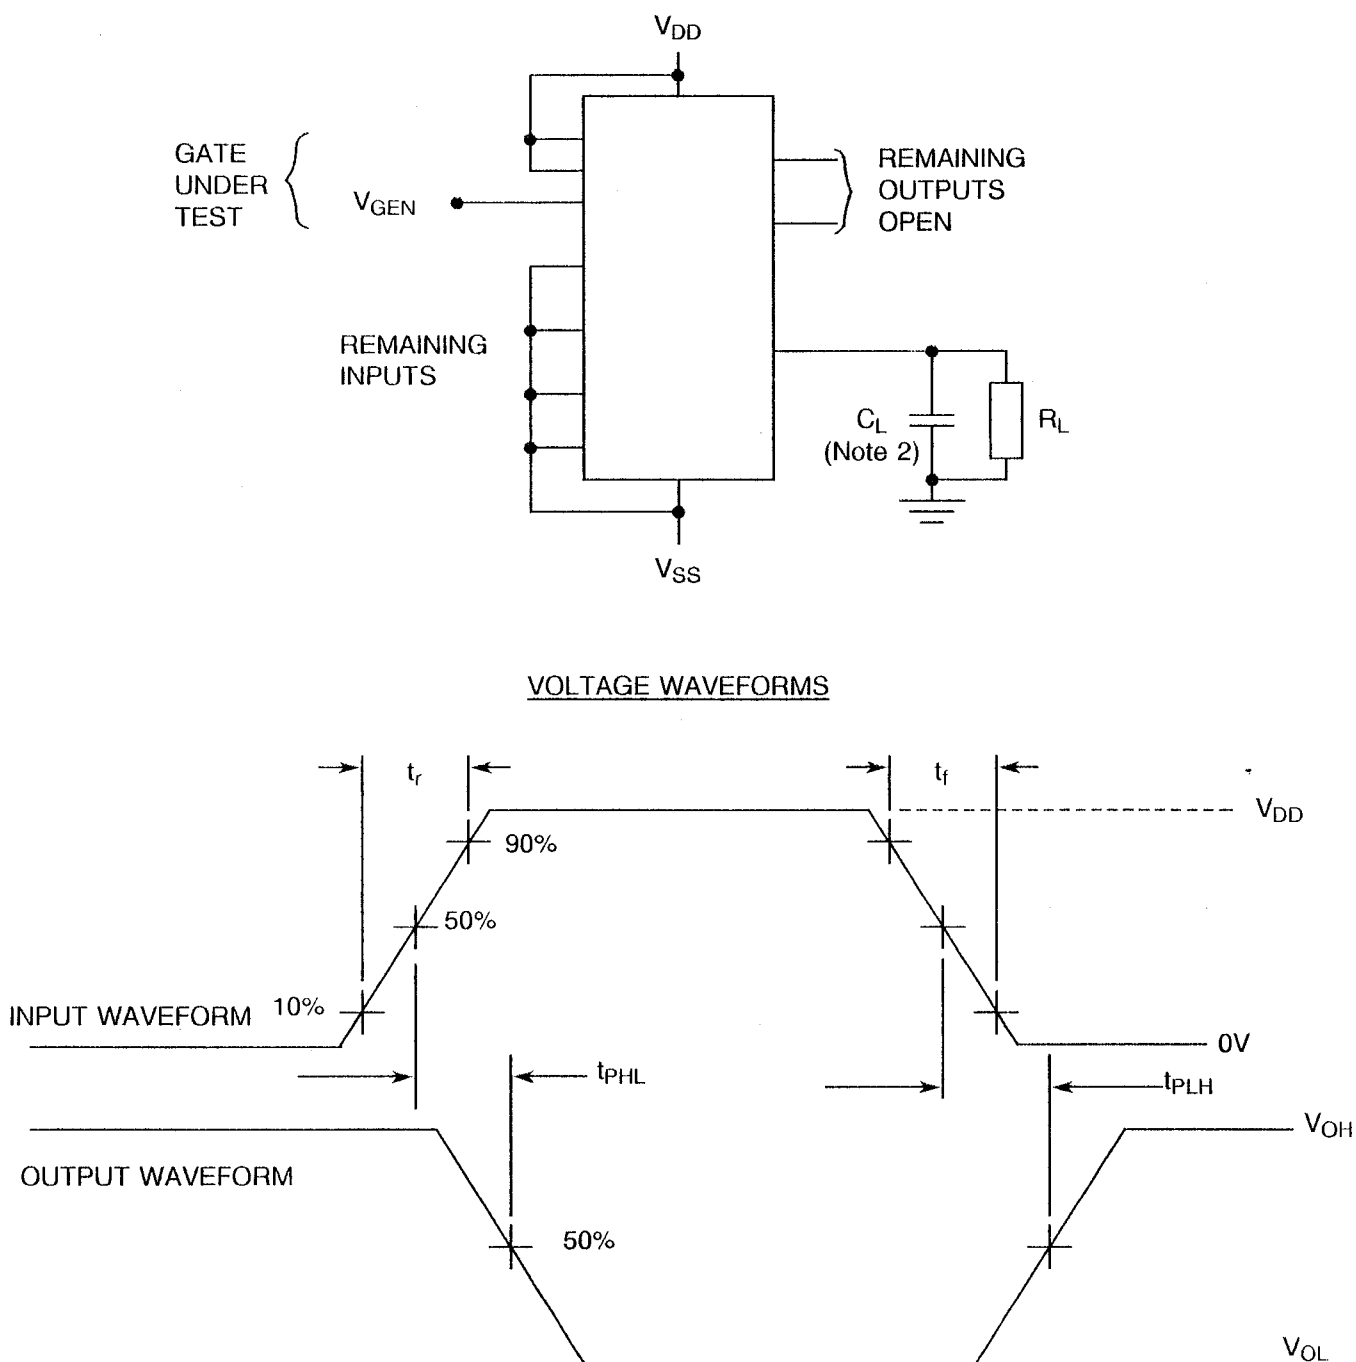 VDD
GATE
UNDER
TEST
VGEN
REMAINING
OUTPUTS
OPEN
REMAINING
INPUTS
CL
(Note 2)
RL
VSS
VOLTAGE WAVEFORMS
tr
tf
VDD
90%
50%
10%
INPUT WAVEFORM
0V
tPHL
tPLH
VOH
OUTPUT WAVEFORM
50%
VOL